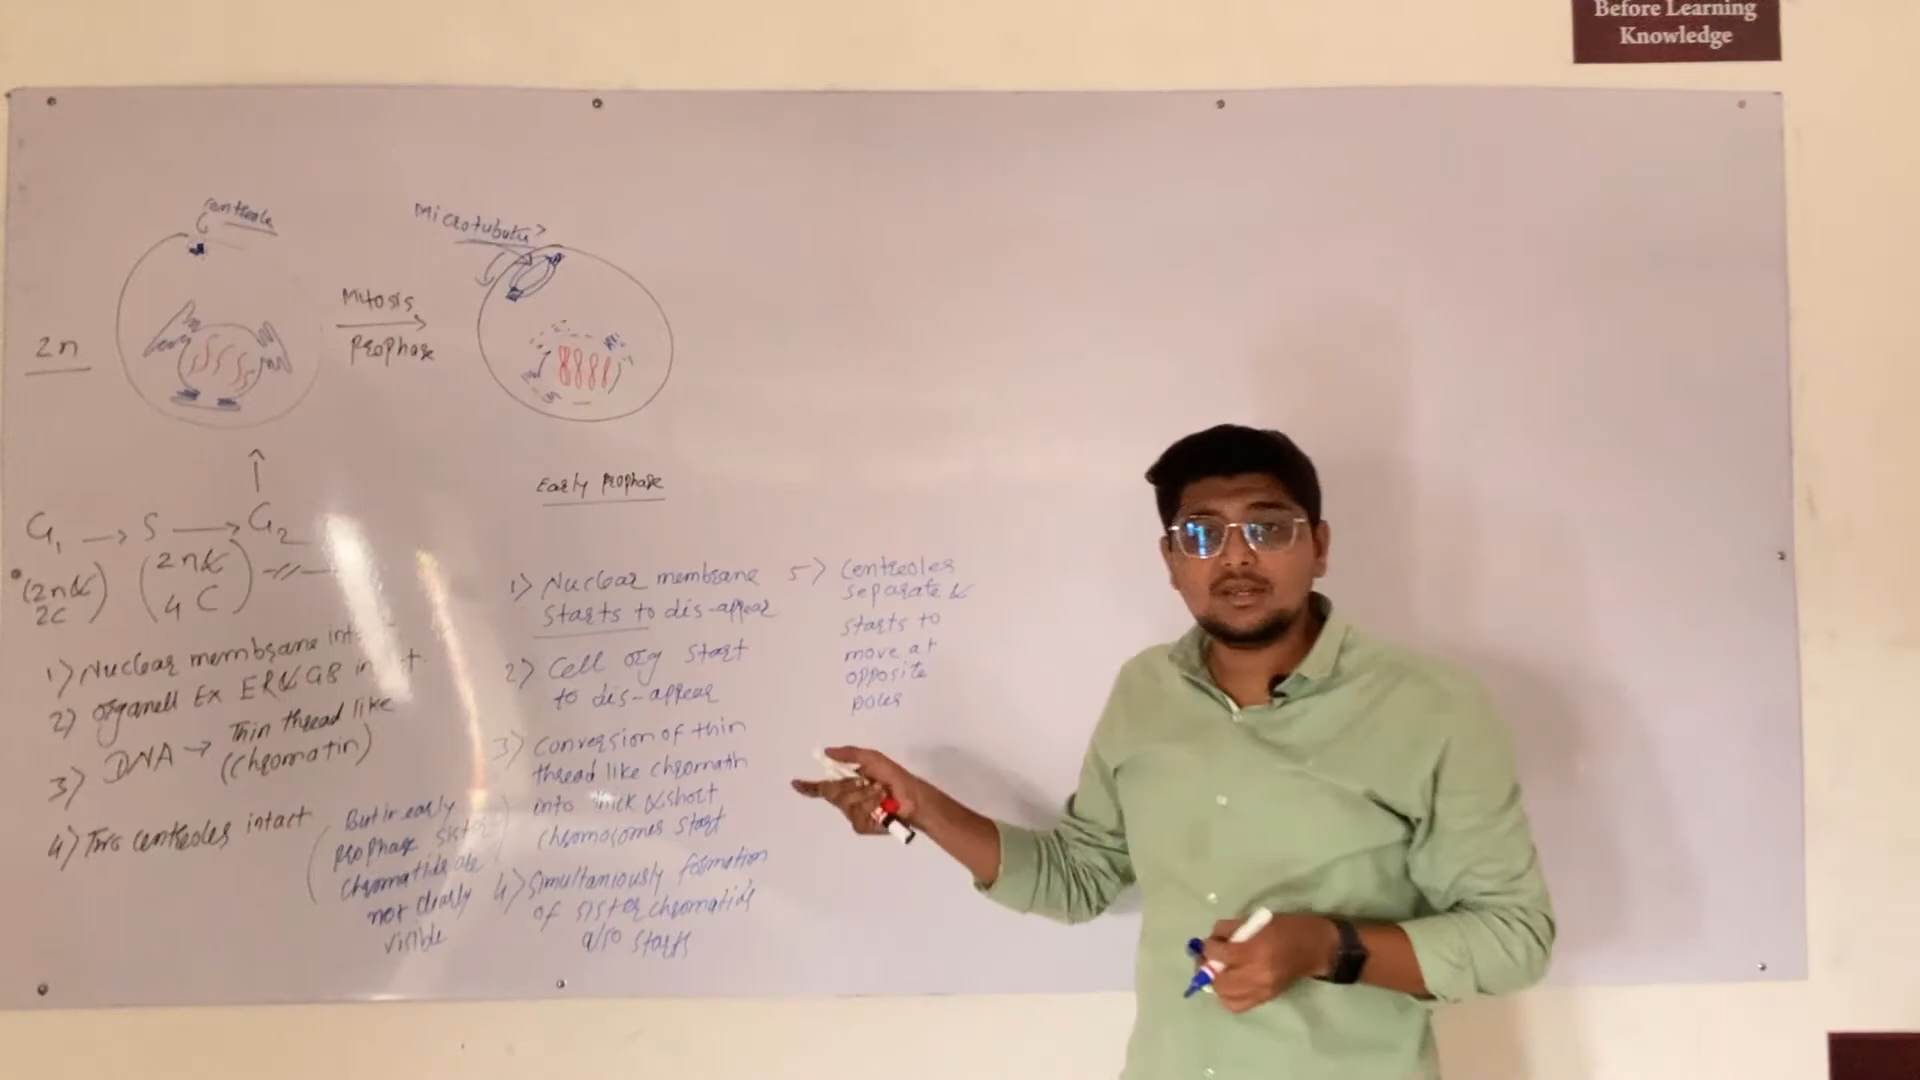 Before Learning
Knowledge
centriole
Microtubule
2n
Mitosis
Prophase
Early Prophase
G1 → S → G2
(2n&
2C)
(2n&
4C)
1) Nuclear membrane
2) organell Ex ER & GB
3) DNA → Thin thread like
(Chromatin)
4) Two centrioles intact
(But in early
prophase sister
chromatids are
not clearly
visible
1) Nuclear membrane
starts to dis-appear
2) Cell org start
to dis-appear
3) Conversion of thin
thread like chromatin
into thick & short
chromosomes start
4) Simultaniously formation
of sister chromatids
also starts
5) Centrioles
separate &
starts to
move at
opposite
poles